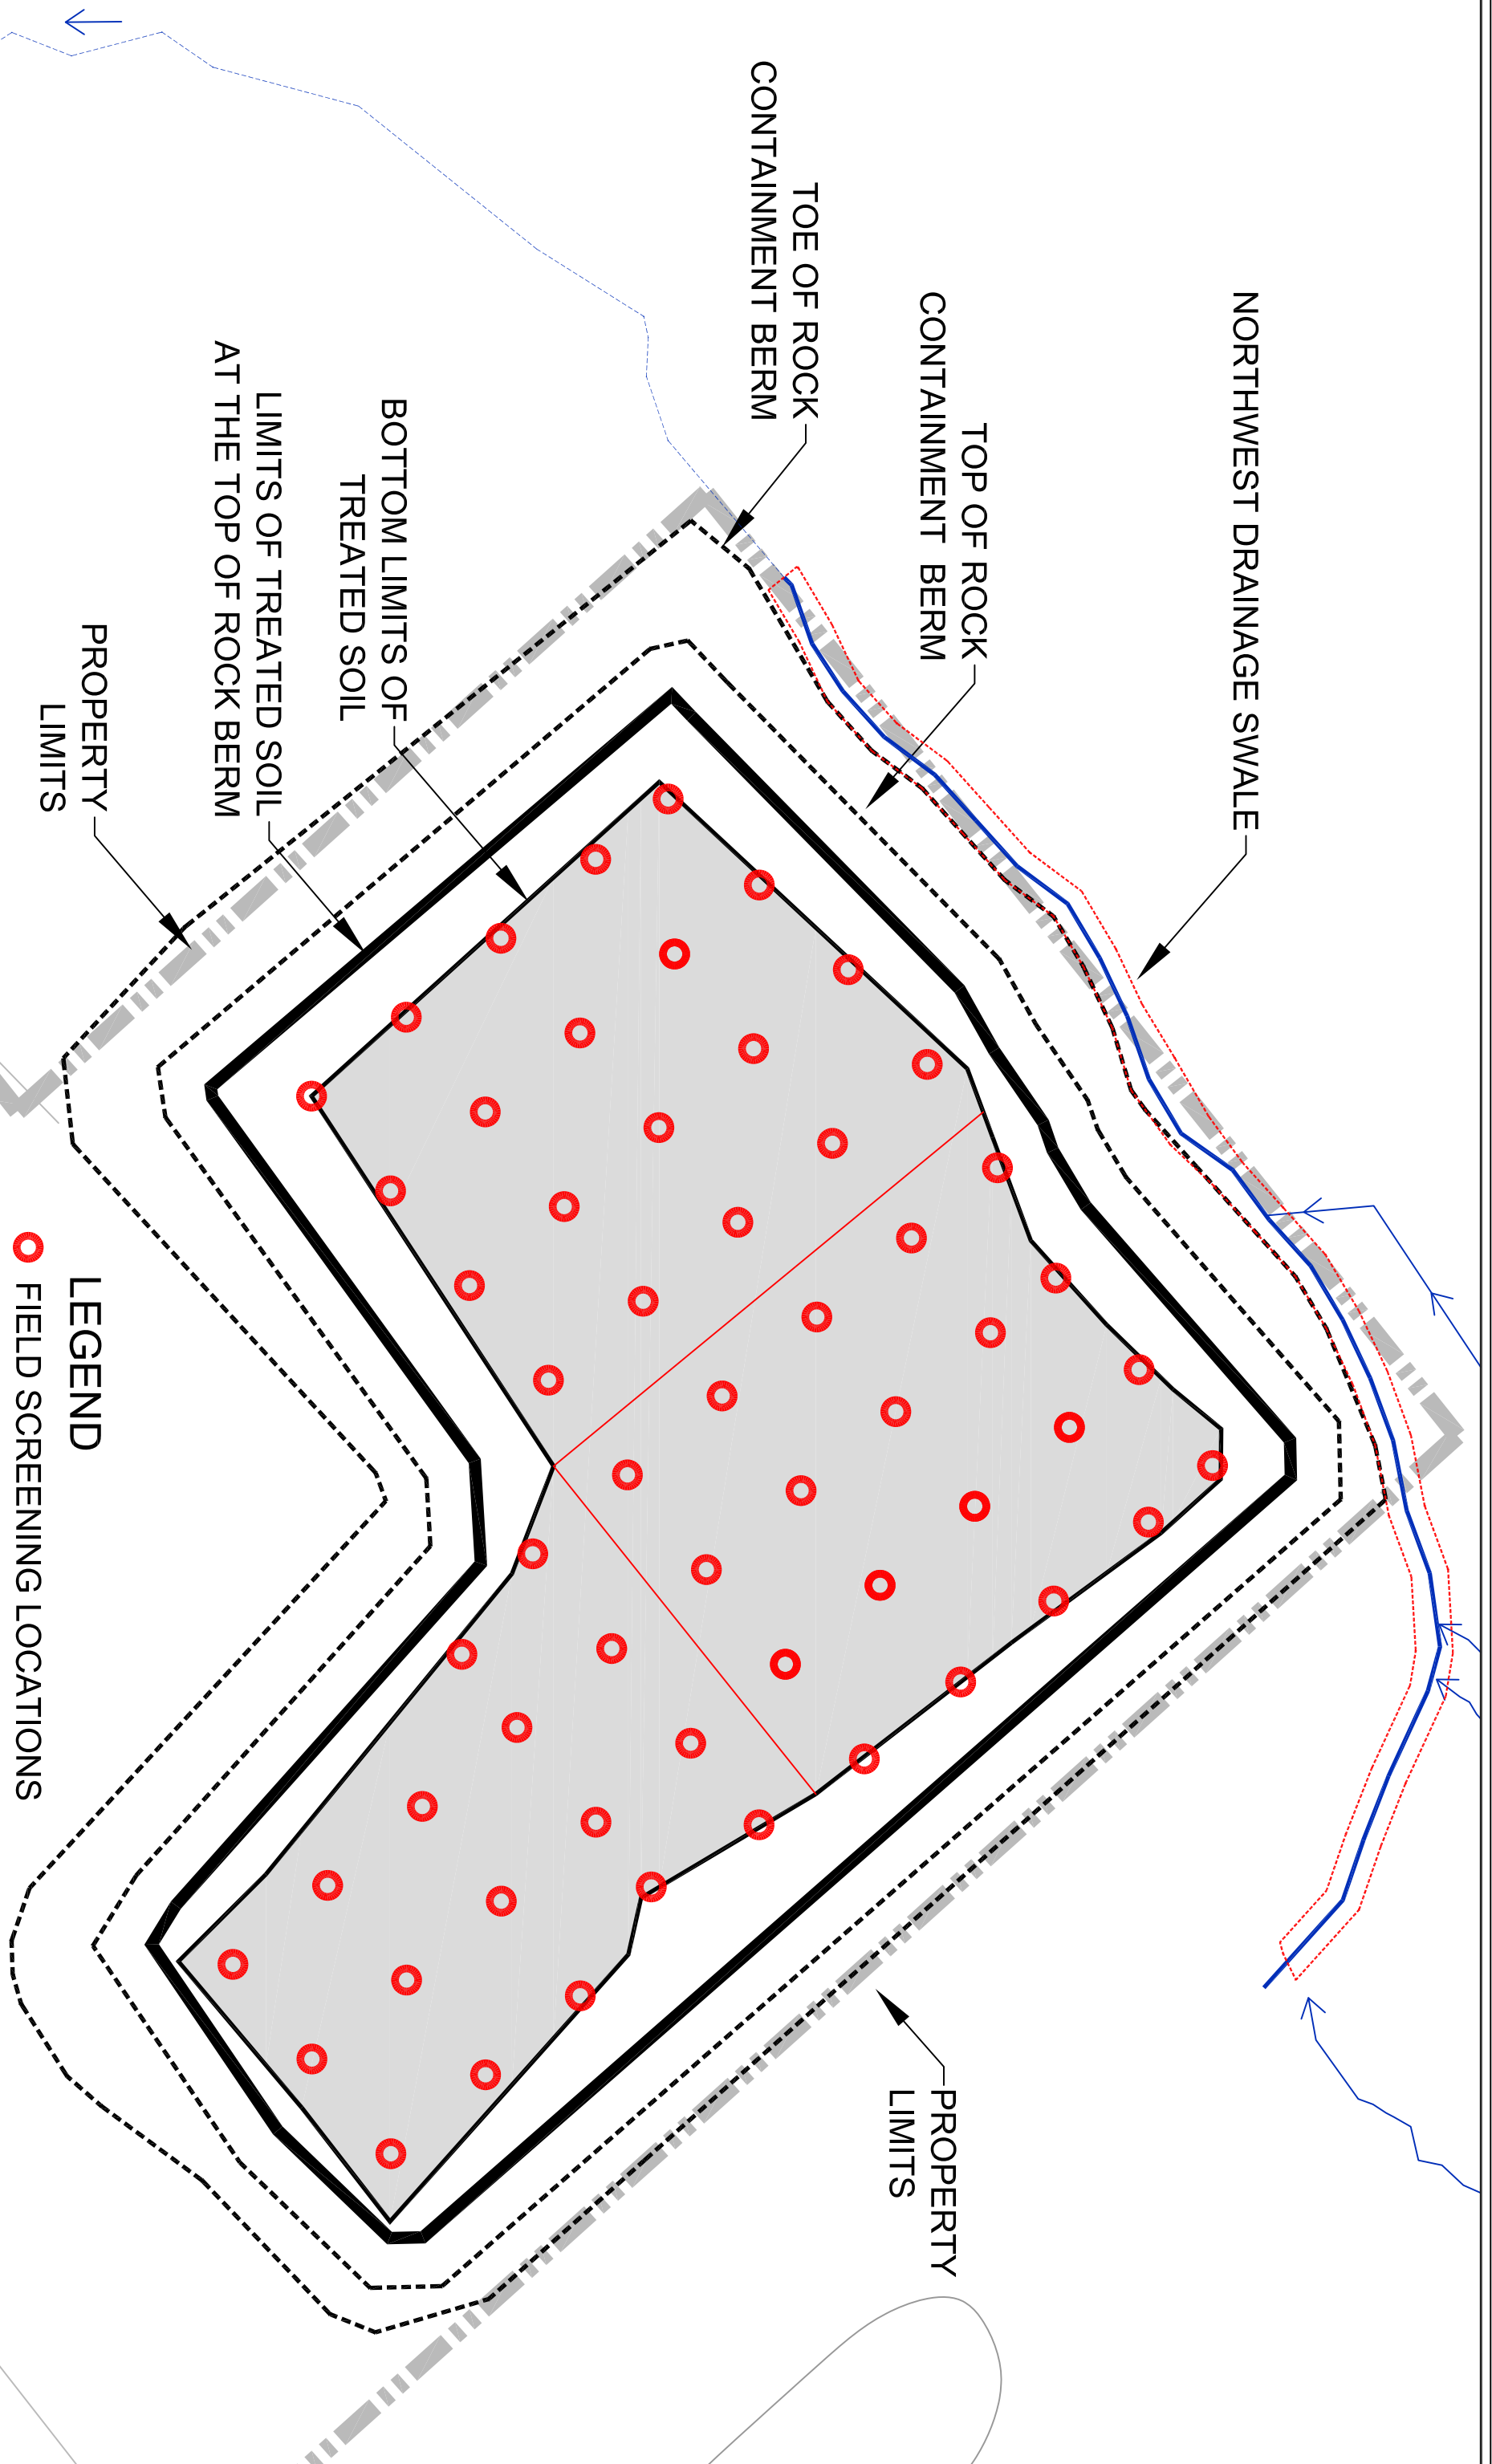 NORTHWEST DRAINAGE SWALE
TOP OF ROCK
CONTAINMENT BERM
TOE OF ROCK
CONTAINMENT BERM
BOTTOM LIMITS OF
TREATED SOIL
LIMITS OF TREATED SOIL
AT THE TOP OF ROCK BERM
PROPERTY
LIMITS
PROPERTY
LIMITS
LEGEND
FIELD SCREENING LOCATIONS